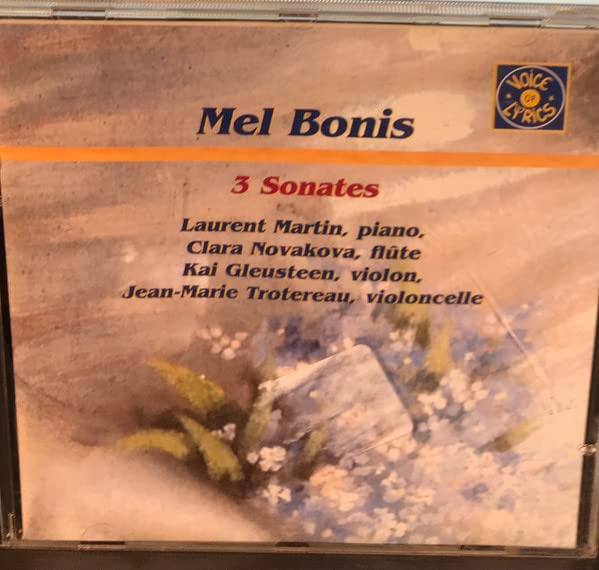 VOICE
OF
LYRICS
Mel Bonis
3 Sonates
Laurent Martin, piano,
Clara Novakova, flûte
Kai Gleusteen, violon,
Jean-Marie Trotereau, violoncelle